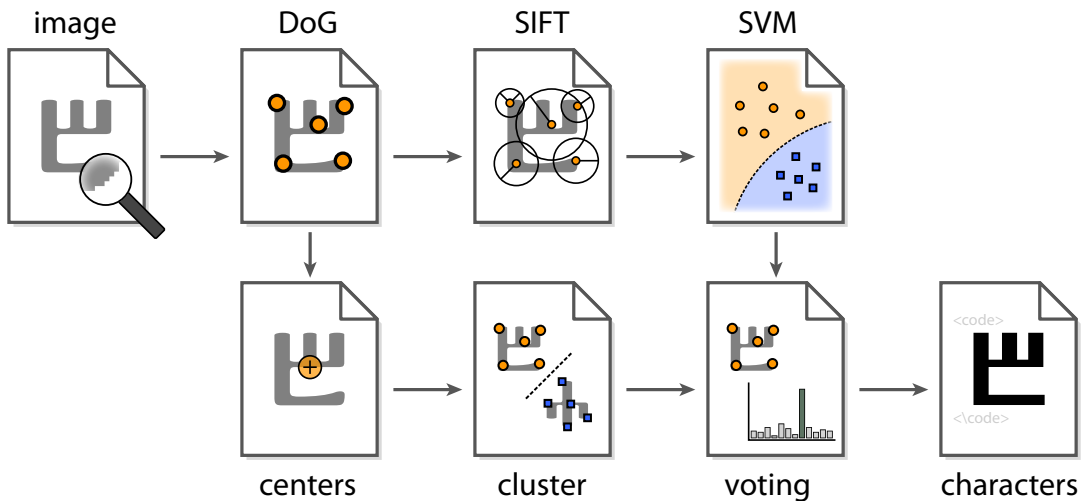 image DoG SIFT SVM
<code>
<\code>
centers cluster voting characters